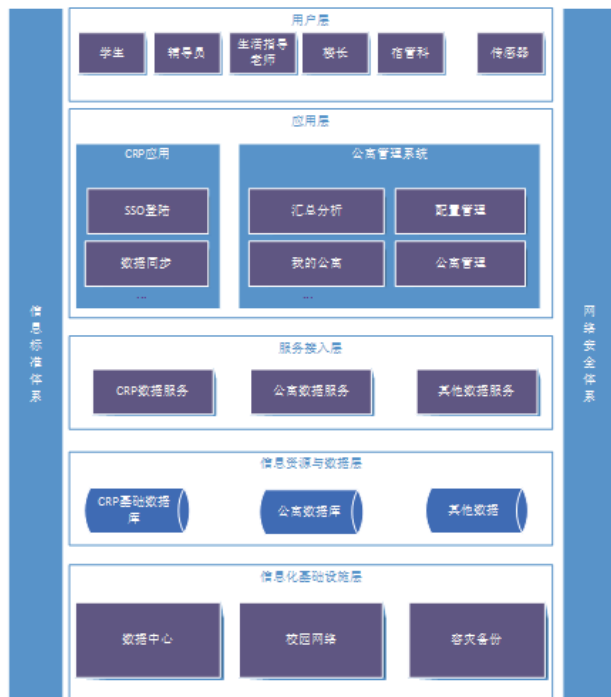 用户层
学生
辅导员
生活指导
老师
楼长
宿管科
传感器
应用层
CRP应用
SSO登陆
数据同步
...
公寓管理系统
汇总分析
配置管理
我的公寓
公寓管理
...
服务接入层
CRP数据服务
公寓数据服务
其他数据服务
信息资源与数据层
CRP基础数据
库
公寓数据库
其他数据
信息化基础设施层
数据中心
校园网络
容灾备份
信息标准体系
网络安全体系